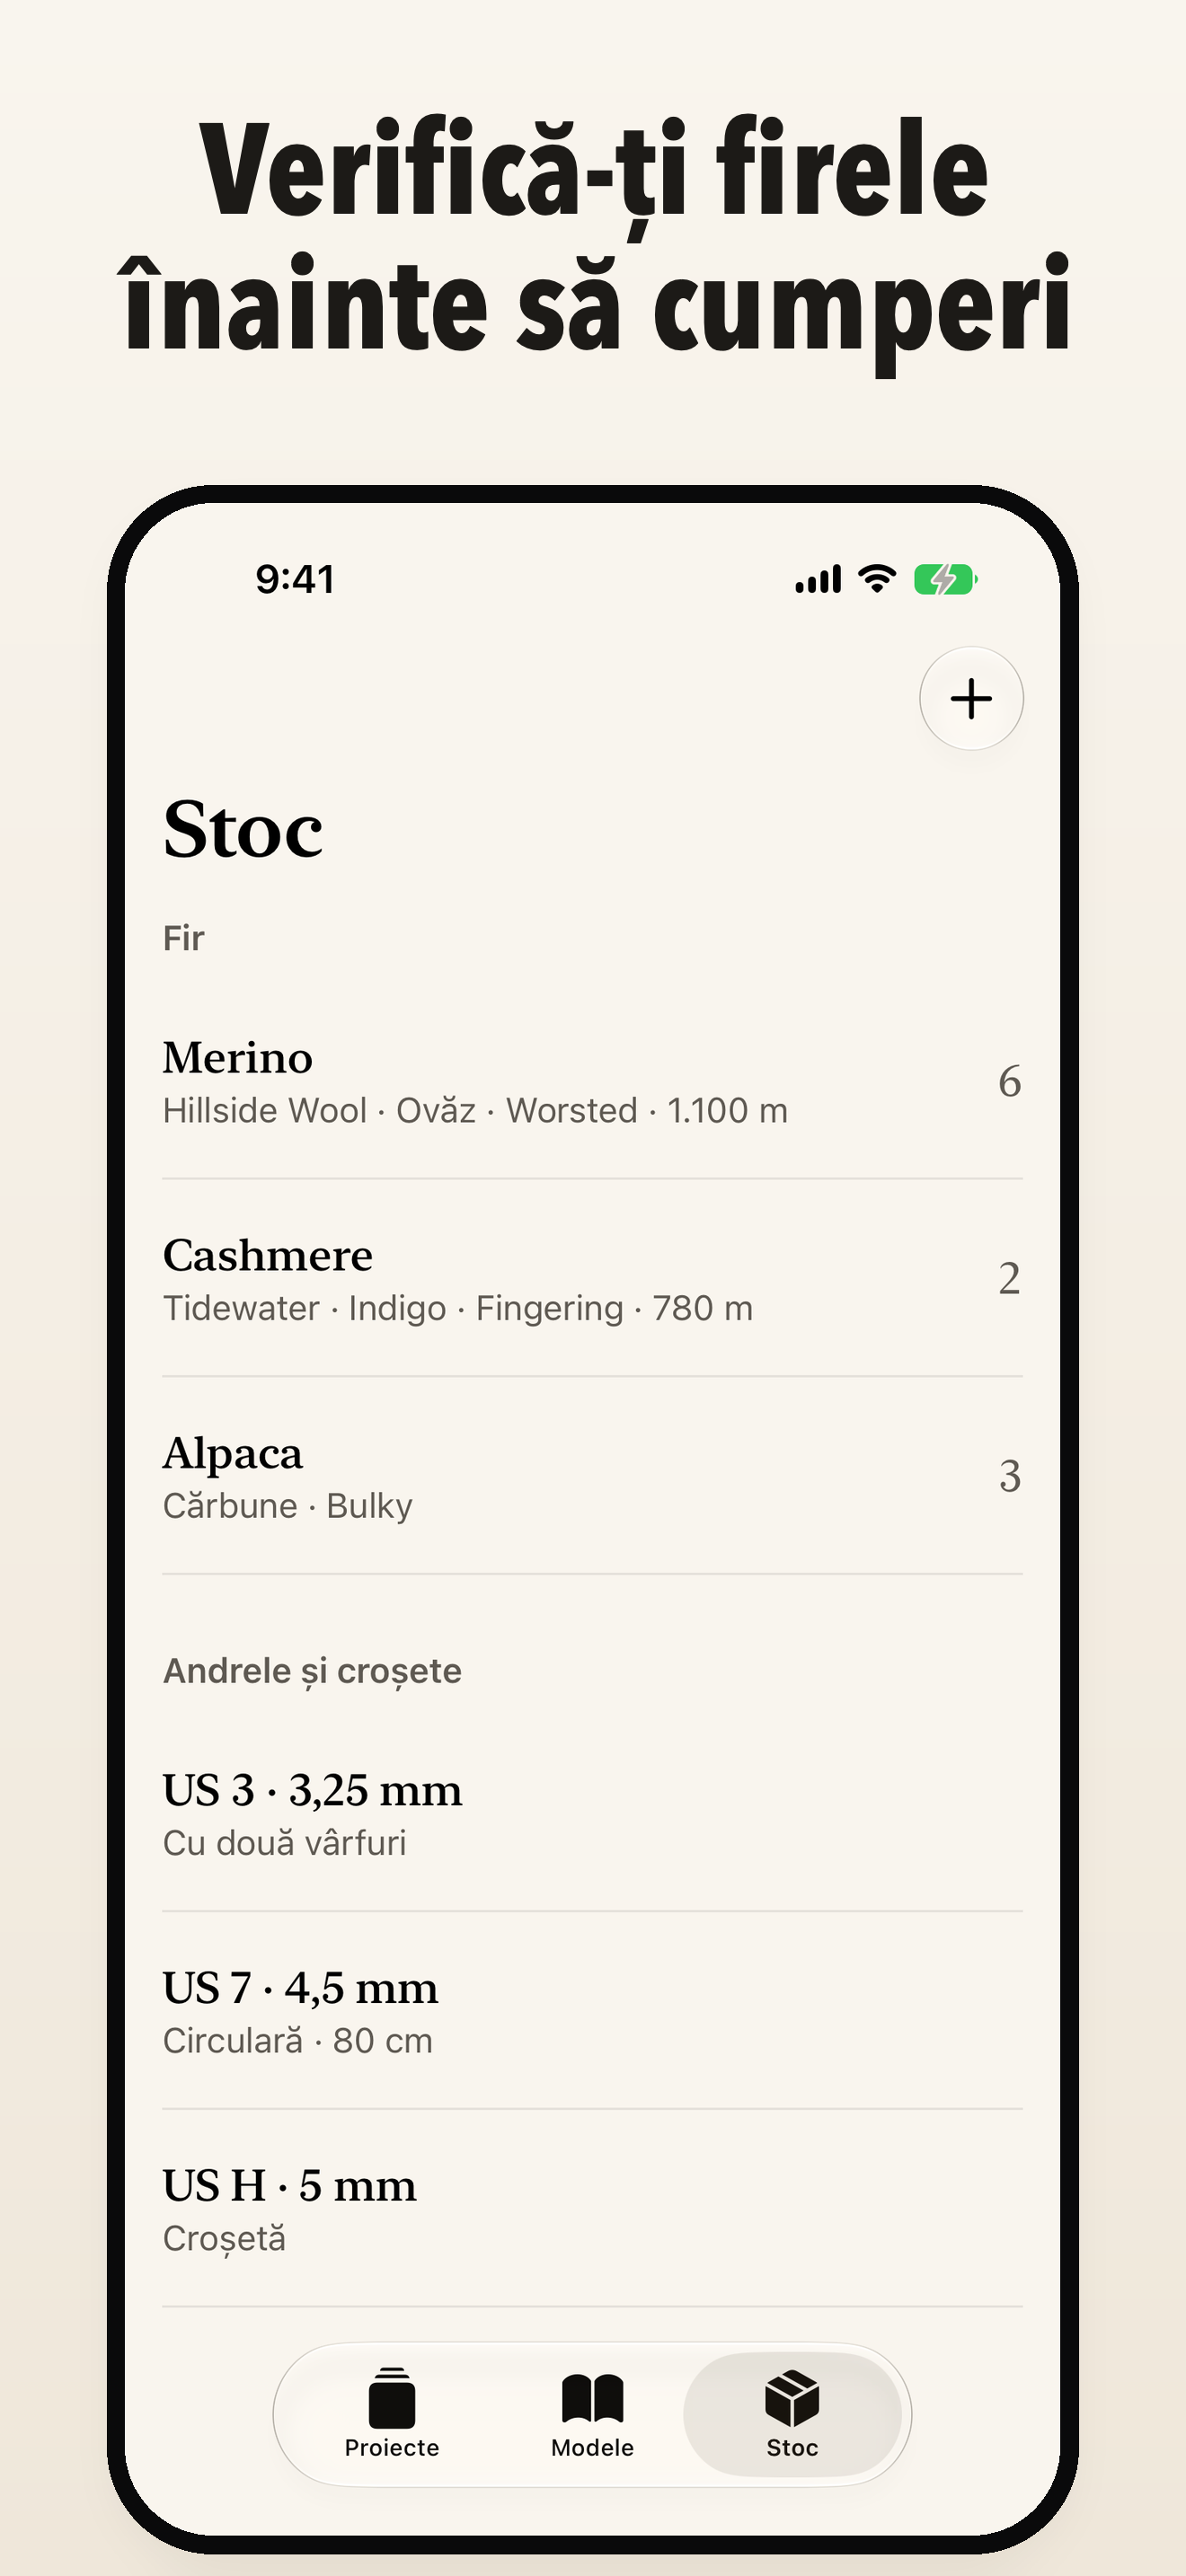 Verifică-ți firele
înainte să cumperi
9:41
Stoc
Fir
Merino
Hillside Wool · Ovăz · Worsted · 1.100 m
6
Cashmere
Tidewater · Indigo · Fingering · 780 m
2
Alpaca
Cărbune · Bulky
3
Andrele și croșete
US 3 · 3,25 mm
Cu două vârfuri
US 7 · 4,5 mm
Circulară · 80 cm
US H · 5 mm
Croșetă
Proiecte
Modele
Stoc